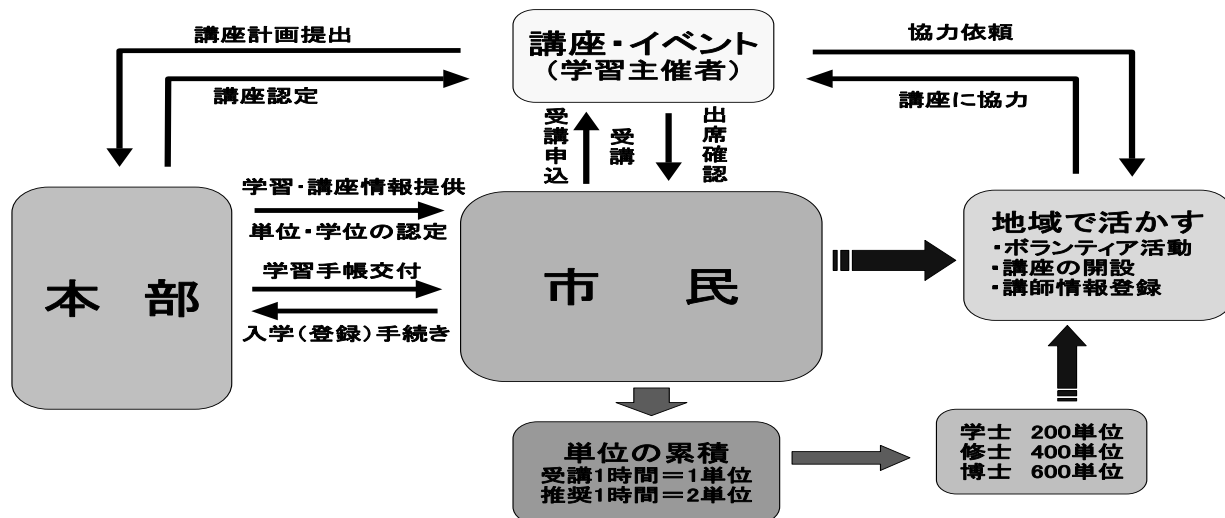 講座計画提出
講座認定
講座・イベント
（学習主催者）
協力依頼
講座に協力
受講申込
受講
出席確認
学習・講座情報提供
単位・学位の認定
学習手帳交付
入学（登録）手続き
本 部
市 民
地域で活かす
・ボランティア活動
・講座の開設
・講師情報登録
単位の累積
受講1時間＝1単位
推奨1時間＝2単位
学士 200単位
修士 400単位
博士 600単位